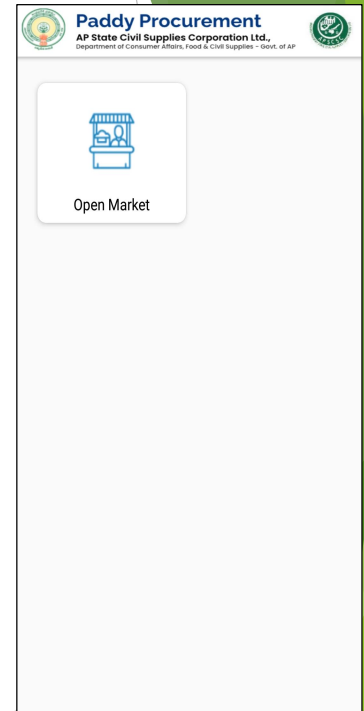 Paddy Procurement
AP State Civil Supplies Corporation Ltd.,
Department of Consumer Affairs, Food & Civil Supplies - Govt. of AP
APSCSC
Open Market